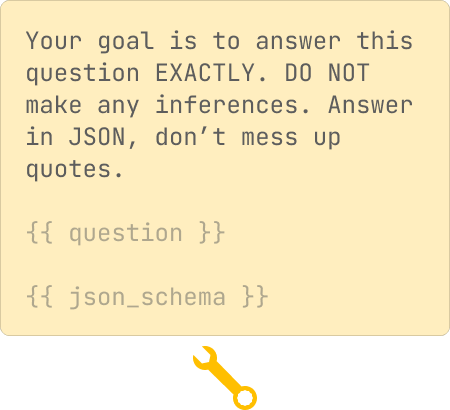 Your goal is to answer this
question EXACTLY. DO NOT
make any inferences. Answer
in JSON, don’t mess up
quotes.
{{ question }}
{{ json_schema }}